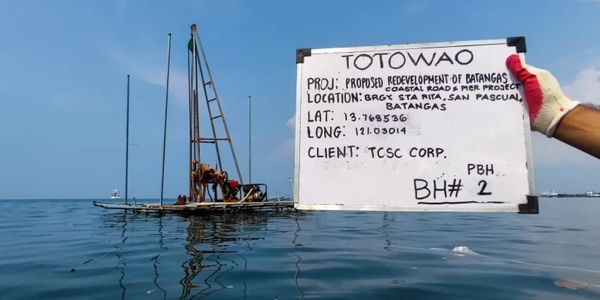 TOTOWAO
PROJ: PROPOSED REDEVELOPMENT OF BATANGAS
COASTAL ROAD & PIER PROJECT
LOCATION: BRGY. STA RITA, SAN PASCUAL,
BATANGAS
LAT: 13.768536
LONG: 121.03014
CLIENT: TCSC CORP.
PBH
BH# 2